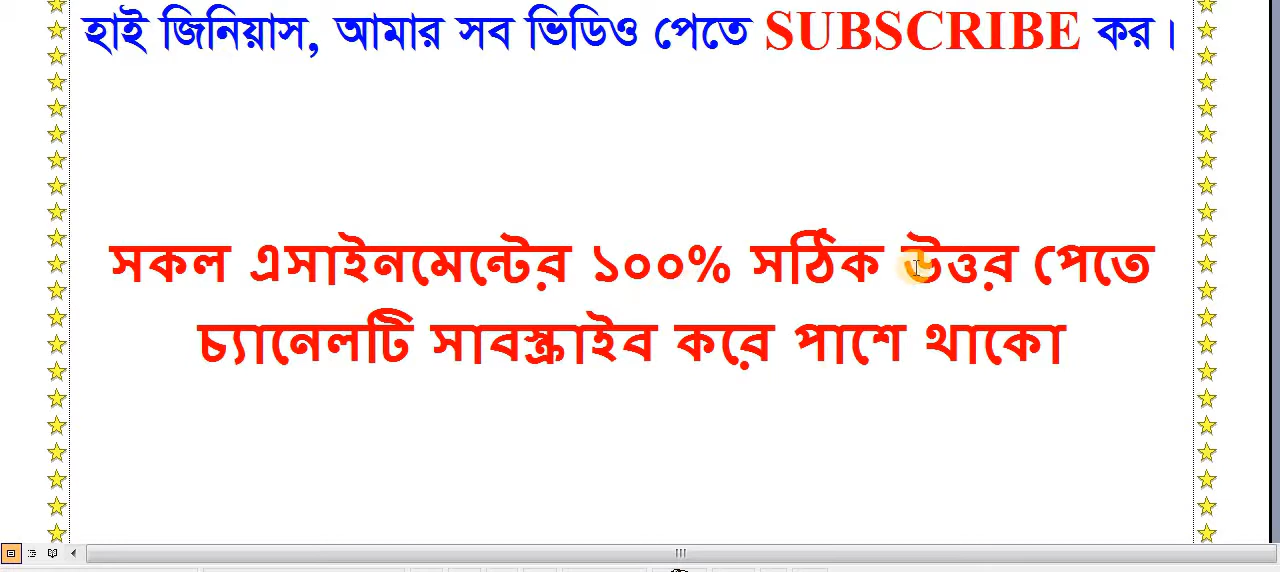 হাই জিনিয়াস, আমার সব ভিডিও পেতে SUBSCRIBE কর।
সকল এসাইনমেন্টের ১০০% সঠিক উত্তর পেতে
চ্যানেলটি সাবস্ক্রাইব করে পাশে থাকো